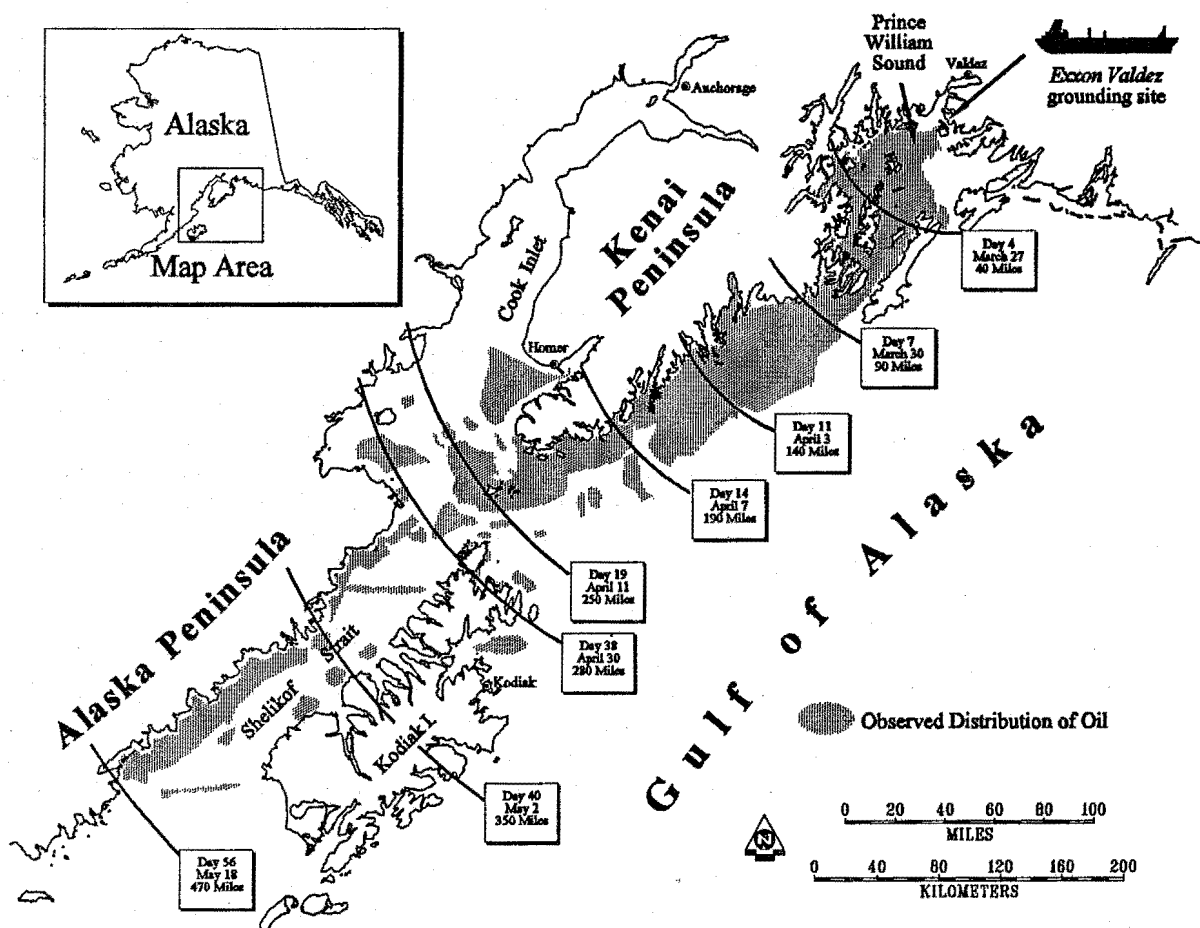 Alaska
Map Area
Prince
William
Sound
Valdez
Exxon Valdez
grounding site
Anchorage
Kenai
Peninsula
Cook Inlet
Homer
Day 4
March 27
40 Miles
Day 7
March 30
90 Miles
Day 11
April 3
140 Miles
Day 14
April 7
190 Miles
Day 19
April 11
250 Miles
Day 38
April 30
280 Miles
Alaska Peninsula
Shelikof Strait
Kodiak
Kodiak I.
Gulf of Alaska
Day 40
May 2
350 Miles
Day 56
May 18
470 Miles
Observed Distribution of Oil
N
0 20 40 60 80 100
MILES
0 40 80 120 160 200
KILOMETERS